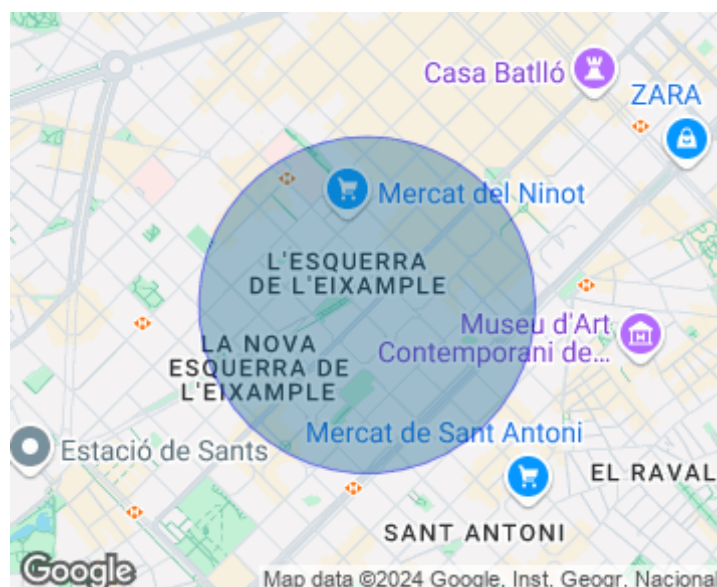 Casa Batlló
ZARA
Mercat del Ninot
L'ESQUERRA
DE L'EIXAMPLE
Museu d'Art
Contemporani de...
LA NOVA
ESQUERRA DE
L'EIXAMPLE
Mercat de Sant Antoni
Estació de Sants
EL RAVAL
SANT ANTONI
Google
Map data ©2024 Google, Inst. Geogr. Nacional